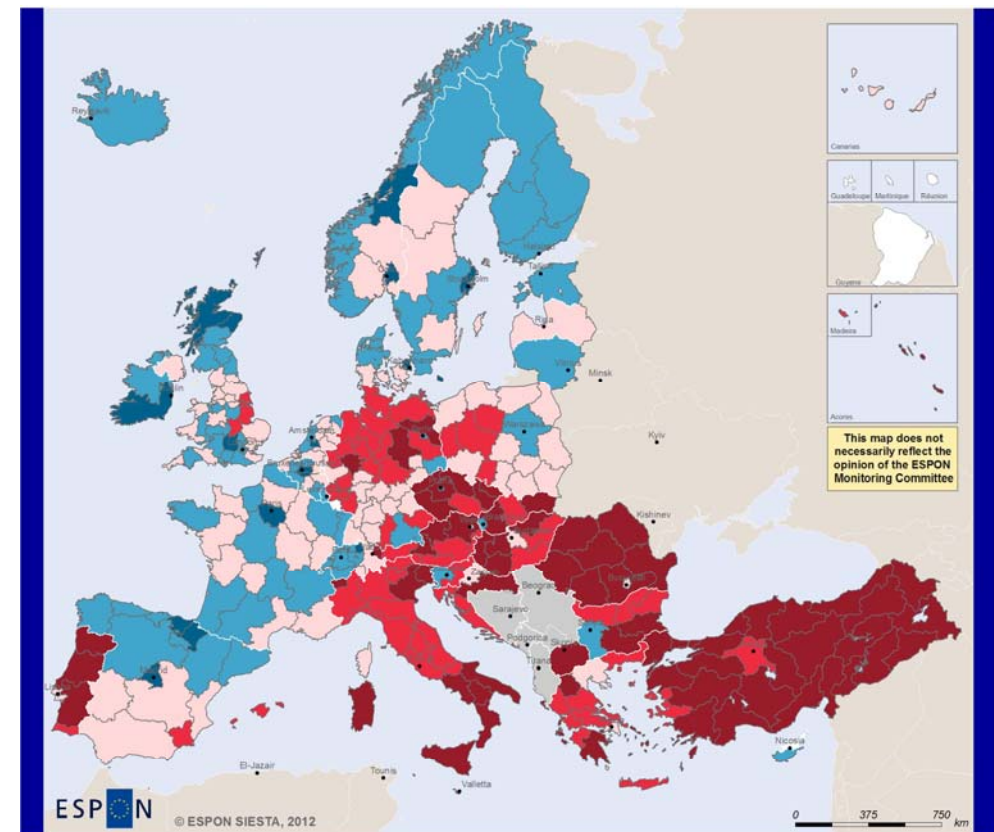 Reykjavik
Canarias
Guadeloupe
Martinique
Réunion
Guyane
Helsinki
Tallinn
Stockholm
Riga
Madeira
Vilnius
Minsk
Acores
Warszawa
Kyiv
This map does not
necessarily reflect the
opinion of the ESPON
Monitoring Committee
Kishinev
Beograd
Sarajevo
Podgorica
Skopje
Tirana
Madrid
Nicosia
El-Jazair
Tounis
Valletta
ESPON
© ESPON SIESTA, 2012
0 375 750
km